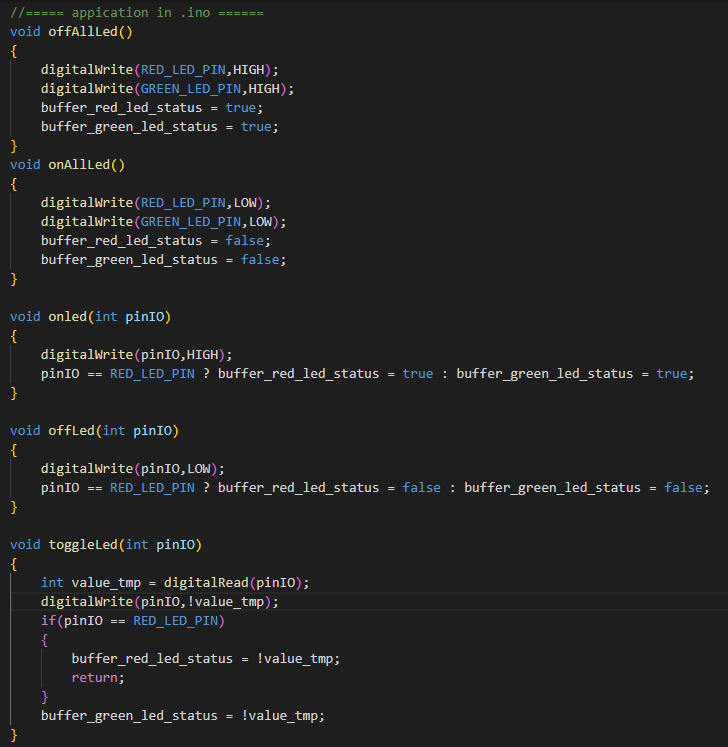 //===== appication in .ino ======
void offAllLed()
{
    digitalWrite(RED_LED_PIN,HIGH);
    digitalWrite(GREEN_LED_PIN,HIGH);
    buffer_red_led_status = true;
    buffer_green_led_status = true;
}
void onAllLed()
{
    digitalWrite(RED_LED_PIN,LOW);
    digitalWrite(GREEN_LED_PIN,LOW);
    buffer_red_led_status = false;
    buffer_green_led_status = false;
}

void onled(int pinIO)
{
    digitalWrite(pinIO,HIGH);
    pinIO == RED_LED_PIN ? buffer_red_led_status = true : buffer_green_led_status = true;
}

void offLed(int pinIO)
{
    digitalWrite(pinIO,LOW);
    pinIO == RED_LED_PIN ? buffer_red_led_status = false : buffer_green_led_status = false;
}

void toggleLed(int pinIO)
{
    int value_tmp = digitalRead(pinIO);
    digitalWrite(pinIO,!value_tmp);
    if(pinIO == RED_LED_PIN)
    {
        buffer_red_led_status = !value_tmp;
        return;
    }
    buffer_green_led_status = !value_tmp;
}